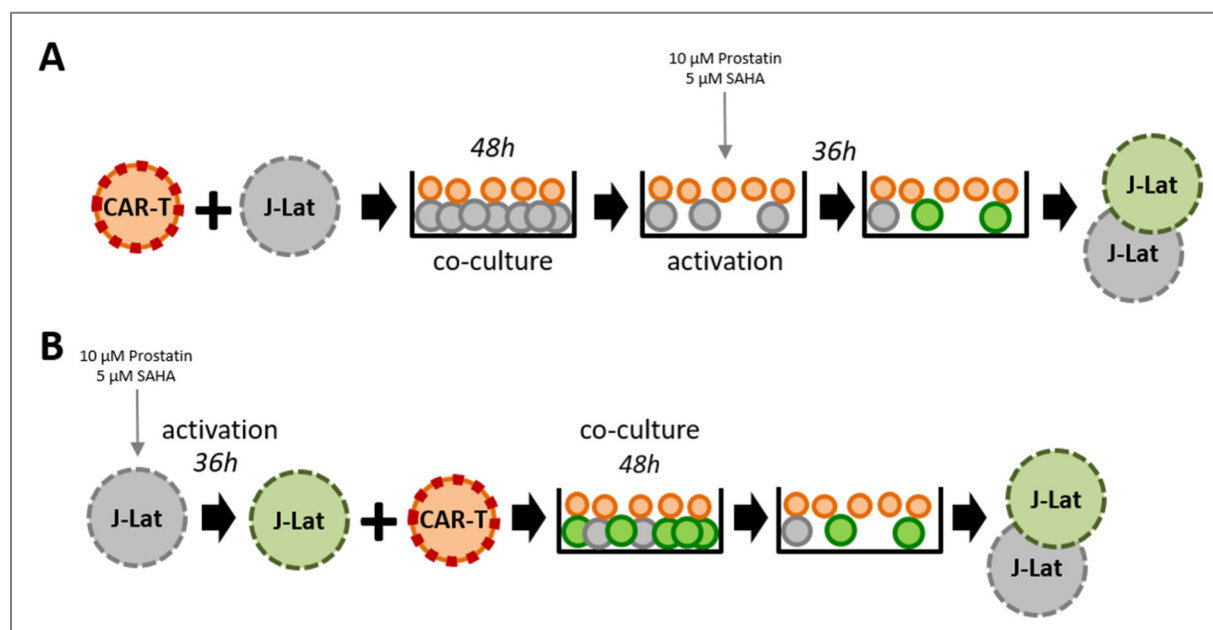 A
10 µM Prostatin
5 µM SAHA
48h
36h
CAR-T
+
J-Lat
J-Lat
J-Lat
co-culture
activation
B
10 µM Prostatin
5 µM SAHA
activation
36h
co-culture
48h
J-Lat
J-Lat
+
CAR-T
J-Lat
J-Lat